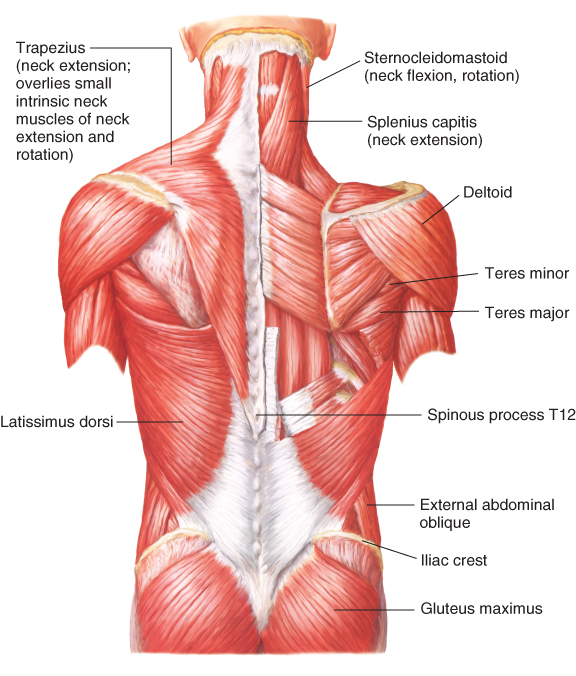 Trapezius
(neck extension;
overlies small
intrinsic neck
muscles of neck
extension and
rotation)
Sternocleidomastoid
(neck flexion, rotation)
Splenius capitis
(neck extension)
Deltoid
Teres minor
Teres major
Latissimus dorsi
Spinous process T12
External abdominal
oblique
Iliac crest
Gluteus maximus